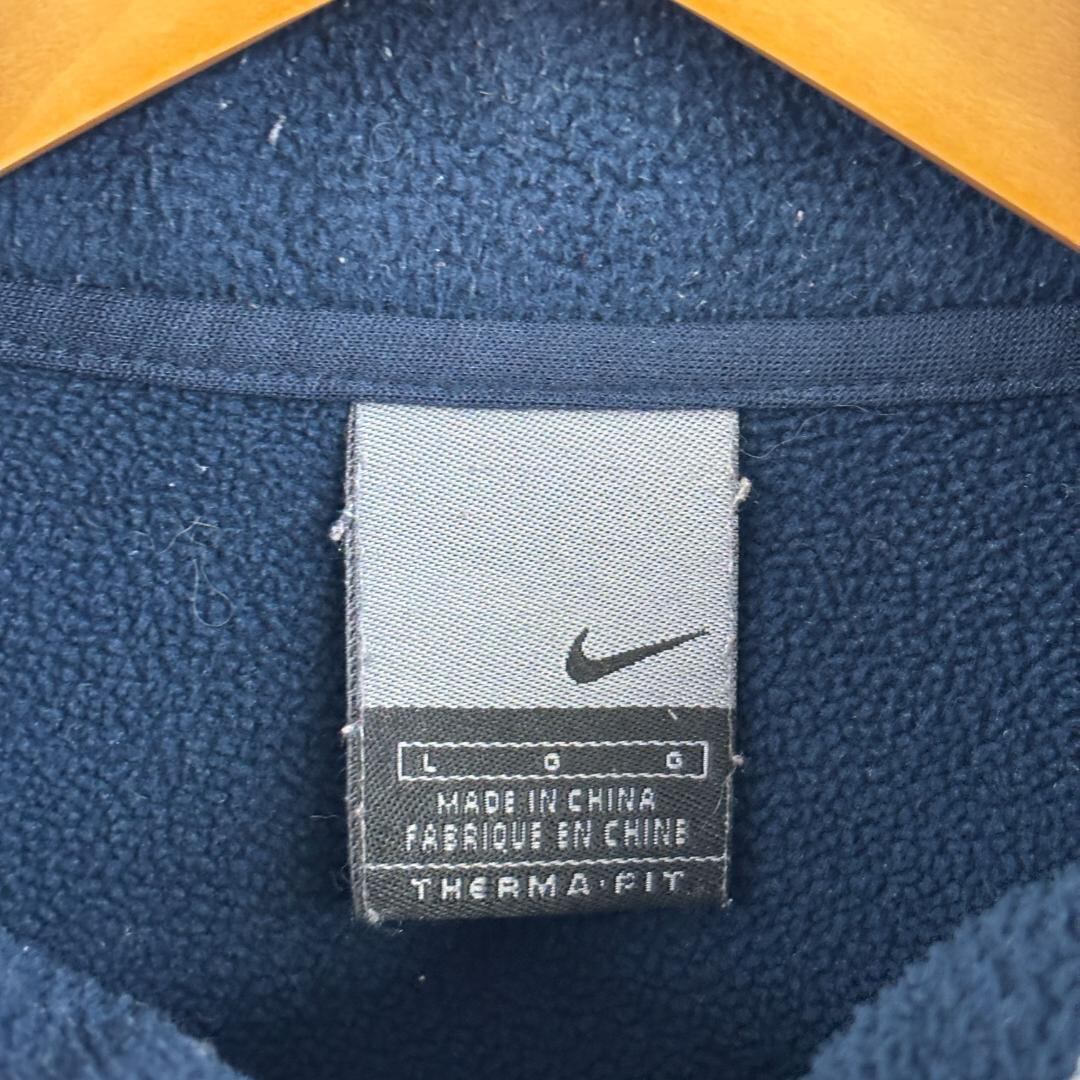 L G G
MADE IN CHINA
FABRIQUE EN CHINE
THERMA·FIT